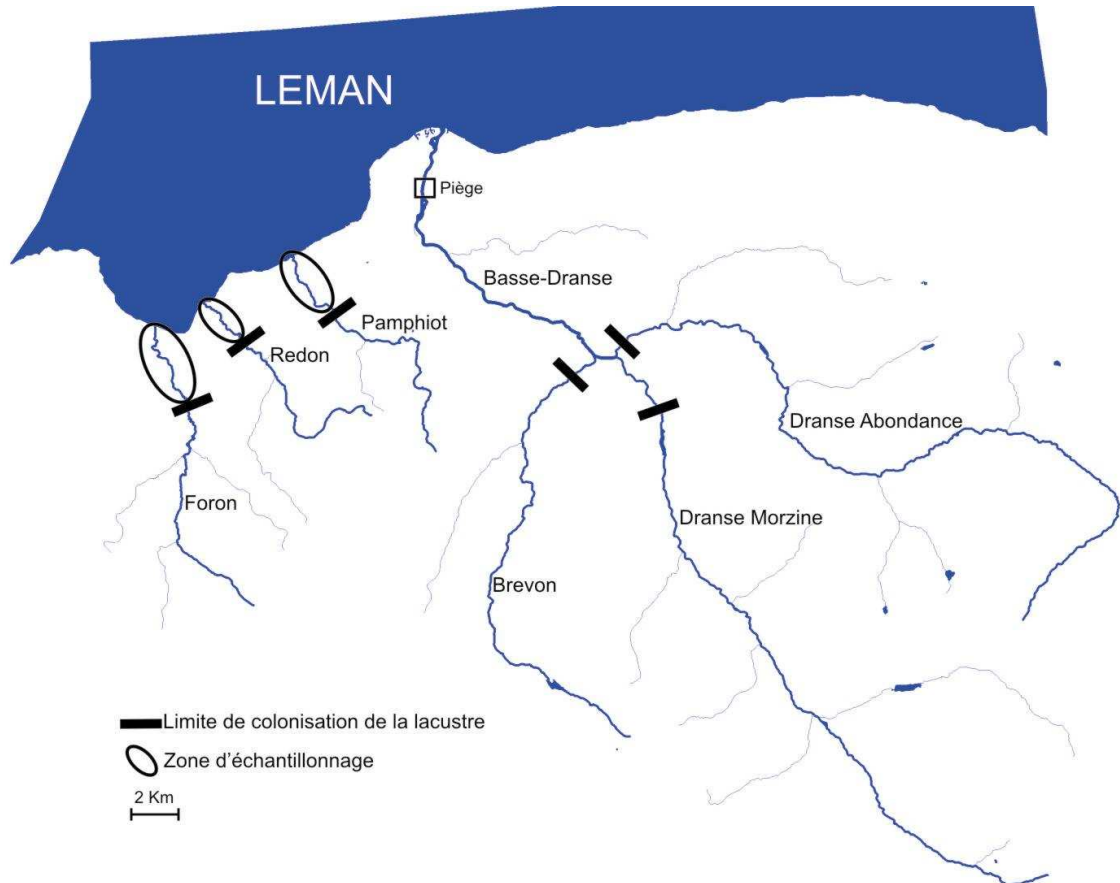 LEMAN
Piège
Basse-Dranse
Pamphiot
Redon
Dranse Abondance
Foron
Dranse Morzine
Brevon
Limite de colonisation de la lacustre
Zone d'échantillonnage
2 Km